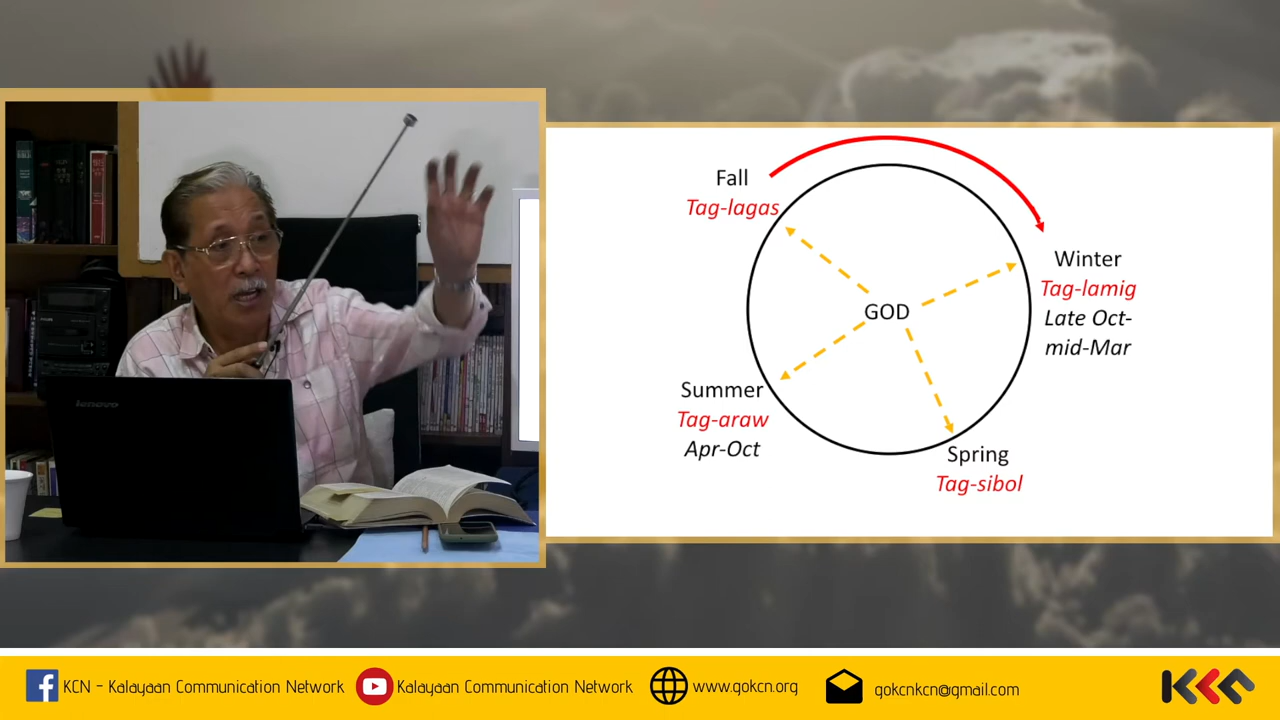 Fall
Tag-lagas
Winter
Tag-lamig
Late Oct-
mid-Mar
GOD
Summer
Tag-araw
Apr-Oct
Spring
Tag-sibol
lenovo
KCN - Kalayaan Communication Network
Kalayaan Communication Network
www.gokcn.org
gokcnkcn@gmail.com
KCN